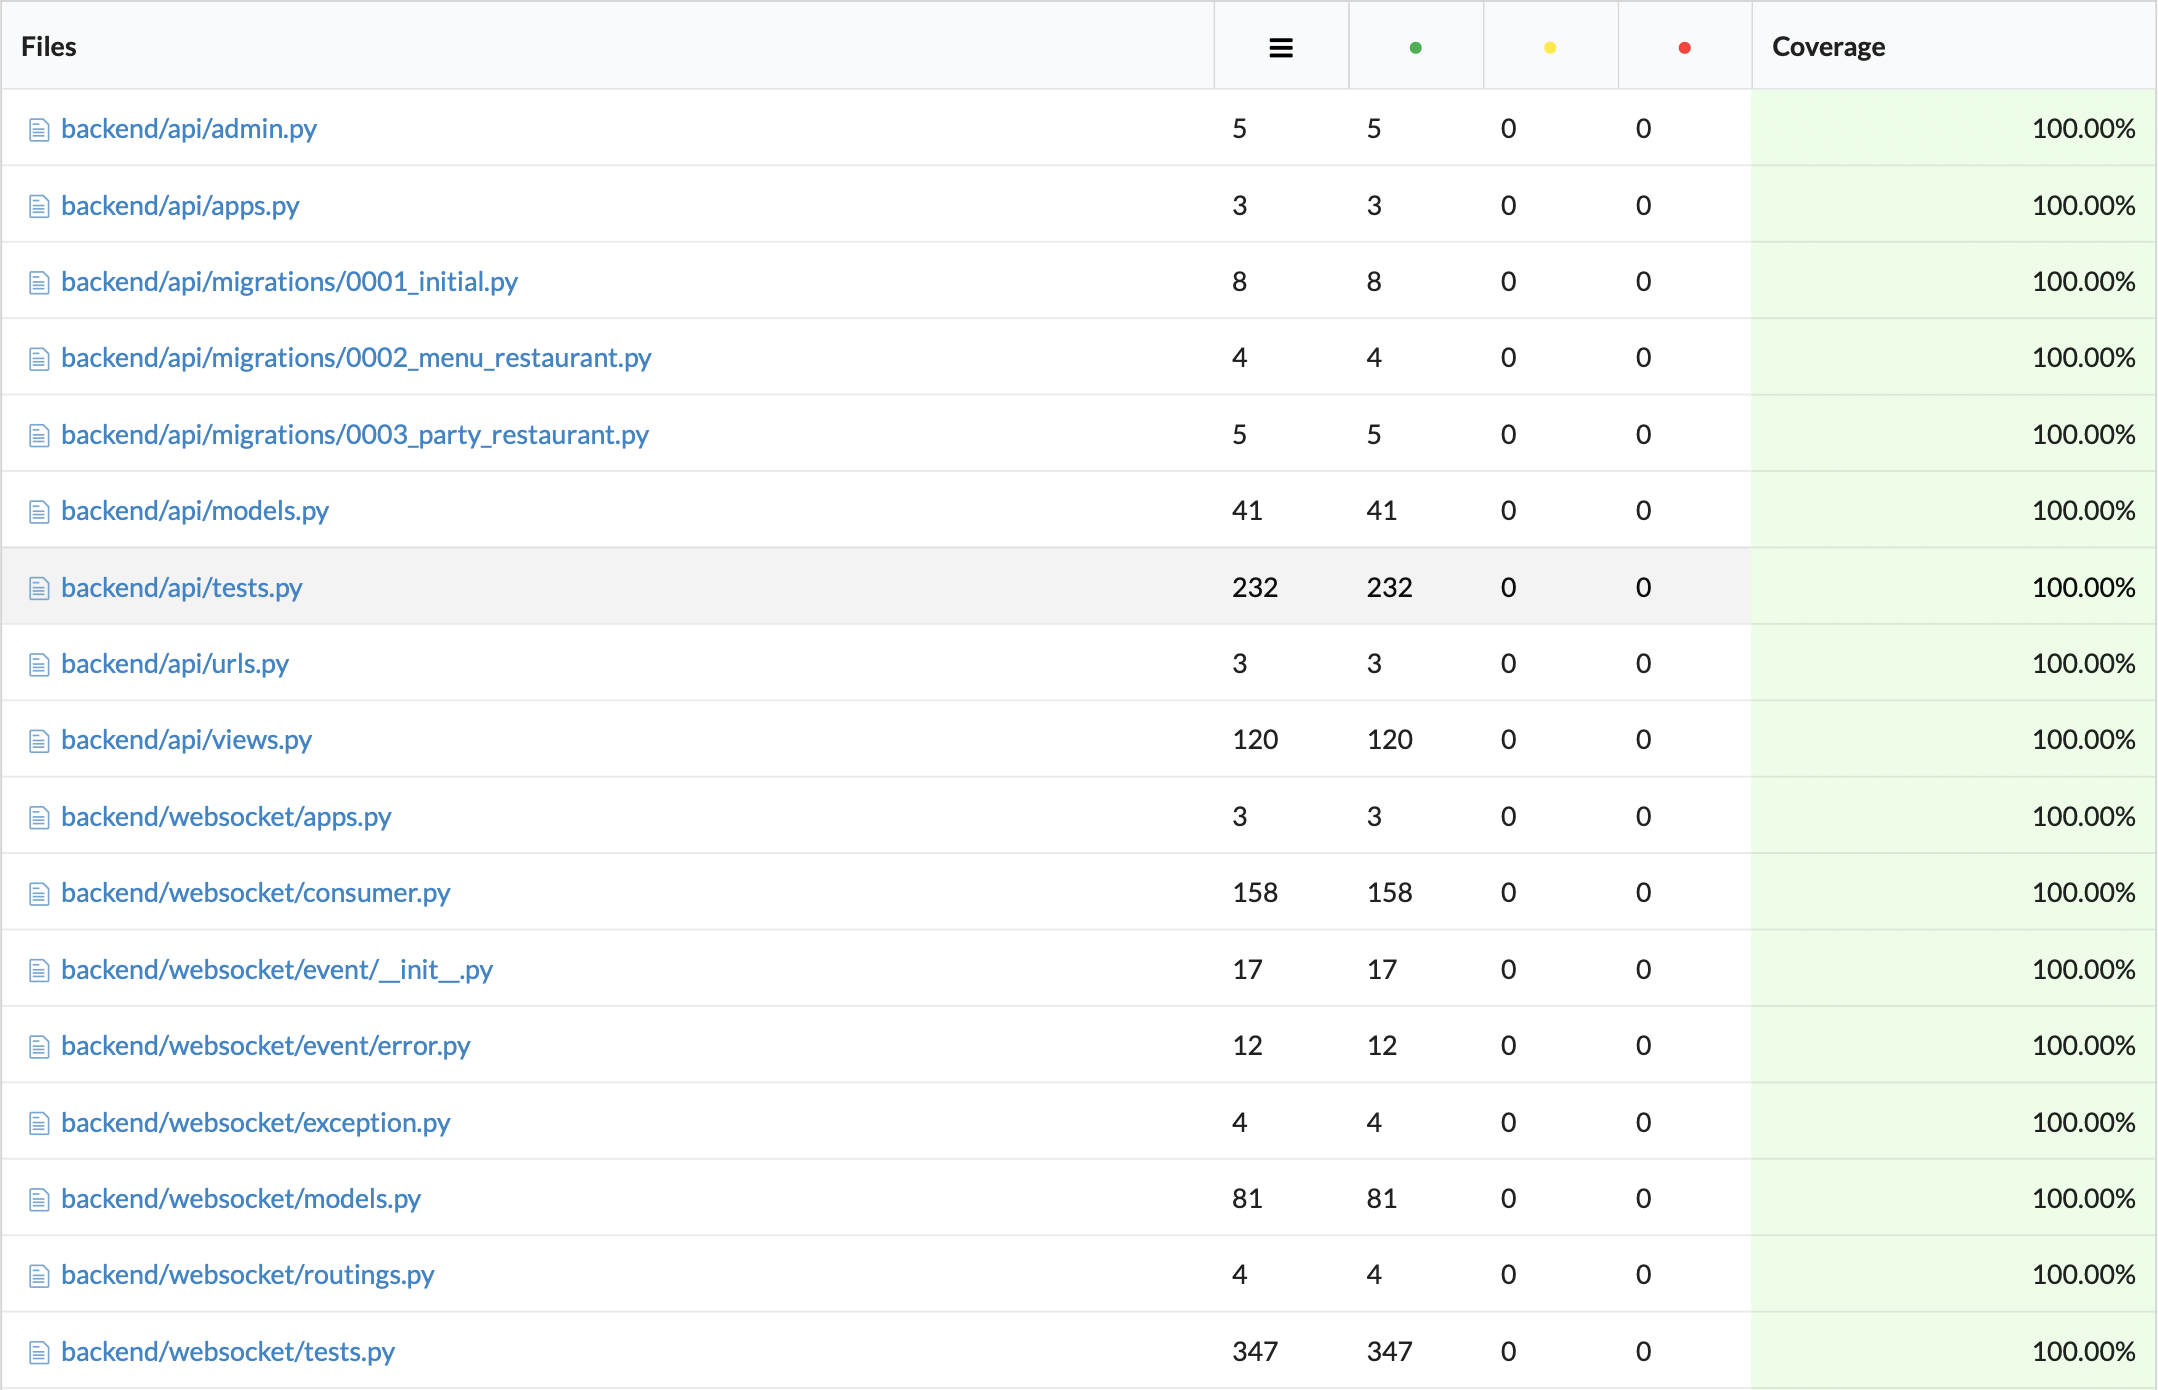 Files Coverage
backend/api/admin.py 5 5 0 0 100.00%
backend/api/apps.py 3 3 0 0 100.00%
backend/api/migrations/0001_initial.py 8 8 0 0 100.00%
backend/api/migrations/0002_menu_restaurant.py 4 4 0 0 100.00%
backend/api/migrations/0003_party_restaurant.py 5 5 0 0 100.00%
backend/api/models.py 41 41 0 0 100.00%
backend/api/tests.py 232 232 0 0 100.00%
backend/api/urls.py 3 3 0 0 100.00%
backend/api/views.py 120 120 0 0 100.00%
backend/websocket/apps.py 3 3 0 0 100.00%
backend/websocket/consumer.py 158 158 0 0 100.00%
backend/websocket/event/__init__.py 17 17 0 0 100.00%
backend/websocket/event/error.py 12 12 0 0 100.00%
backend/websocket/exception.py 4 4 0 0 100.00%
backend/websocket/models.py 81 81 0 0 100.00%
backend/websocket/routings.py 4 4 0 0 100.00%
backend/websocket/tests.py 347 347 0 0 100.00%